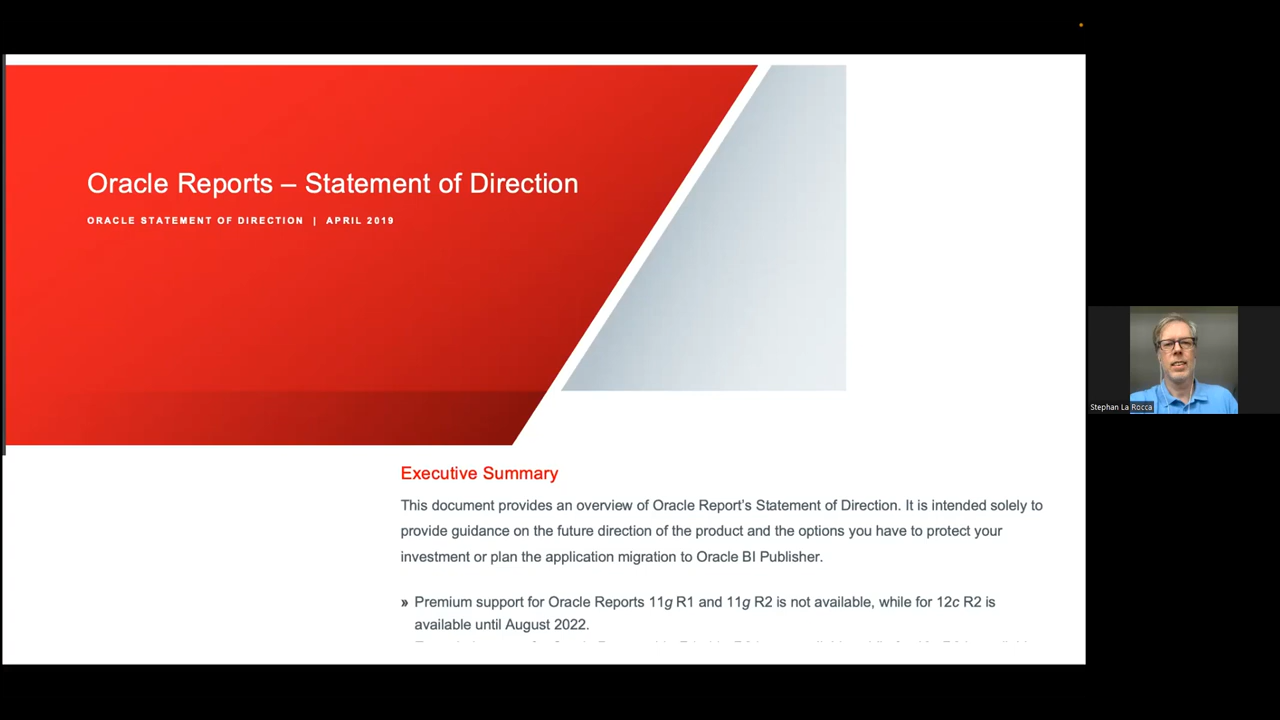 Oracle Reports – Statement of Direction
ORACLE STATEMENT OF DIRECTION | APRIL 2019
Executive Summary
This document provides an overview of Oracle Report’s Statement of Direction. It is intended solely to
provide guidance on the future direction of the product and the options you have to protect your
investment or plan the application migration to Oracle BI Publisher.
» Premium support for Oracle Reports 11g R1 and 11g R2 is not available, while for 12c R2 is
available until August 2022.
Stephan La Rocca